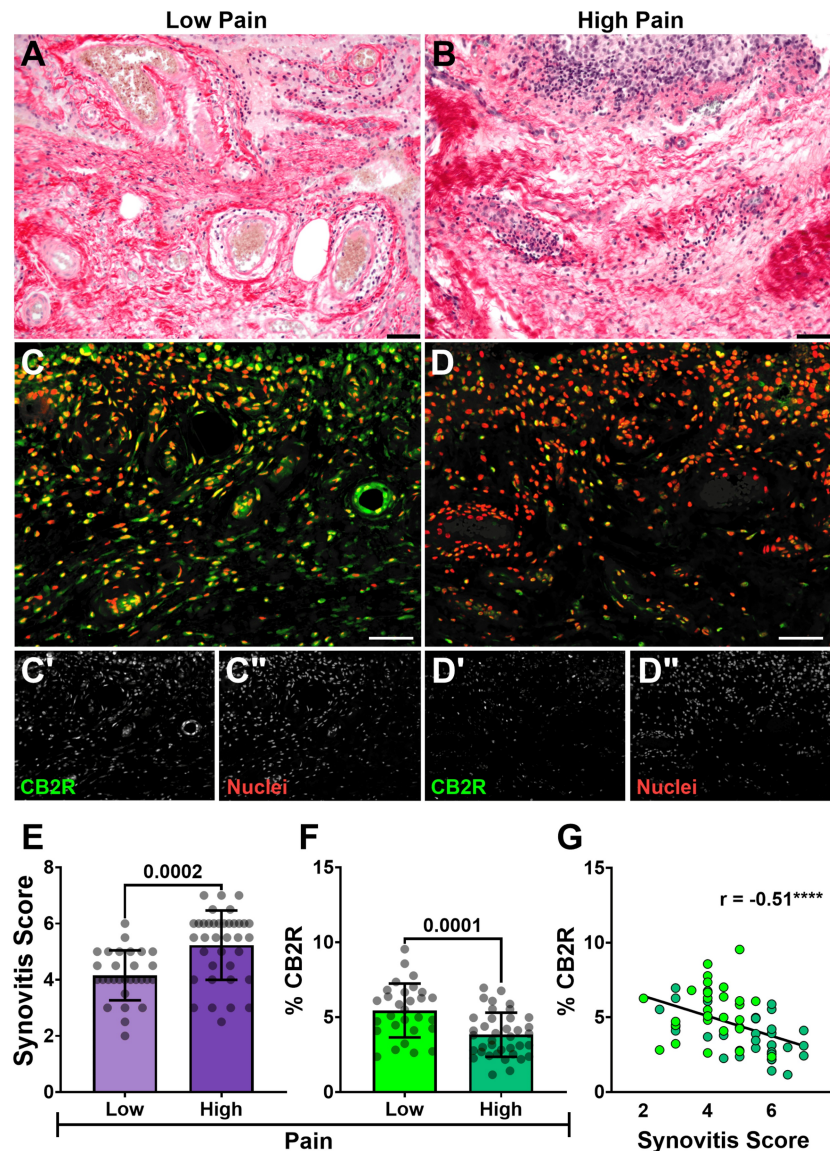 Low Pain
High Pain
A
B
C
D
C'
CB2R
C"
Nuclei
D'
CB2R
D"
Nuclei
E
Synovitis Score
8
6
4
2
0
0.0002
Low
High
F
% CB2R
15
10
5
0
0.0001
Low
High
Pain
G
% CB2R
15
10
5
0
r = -0.51****
2
4
6
Synovitis Score